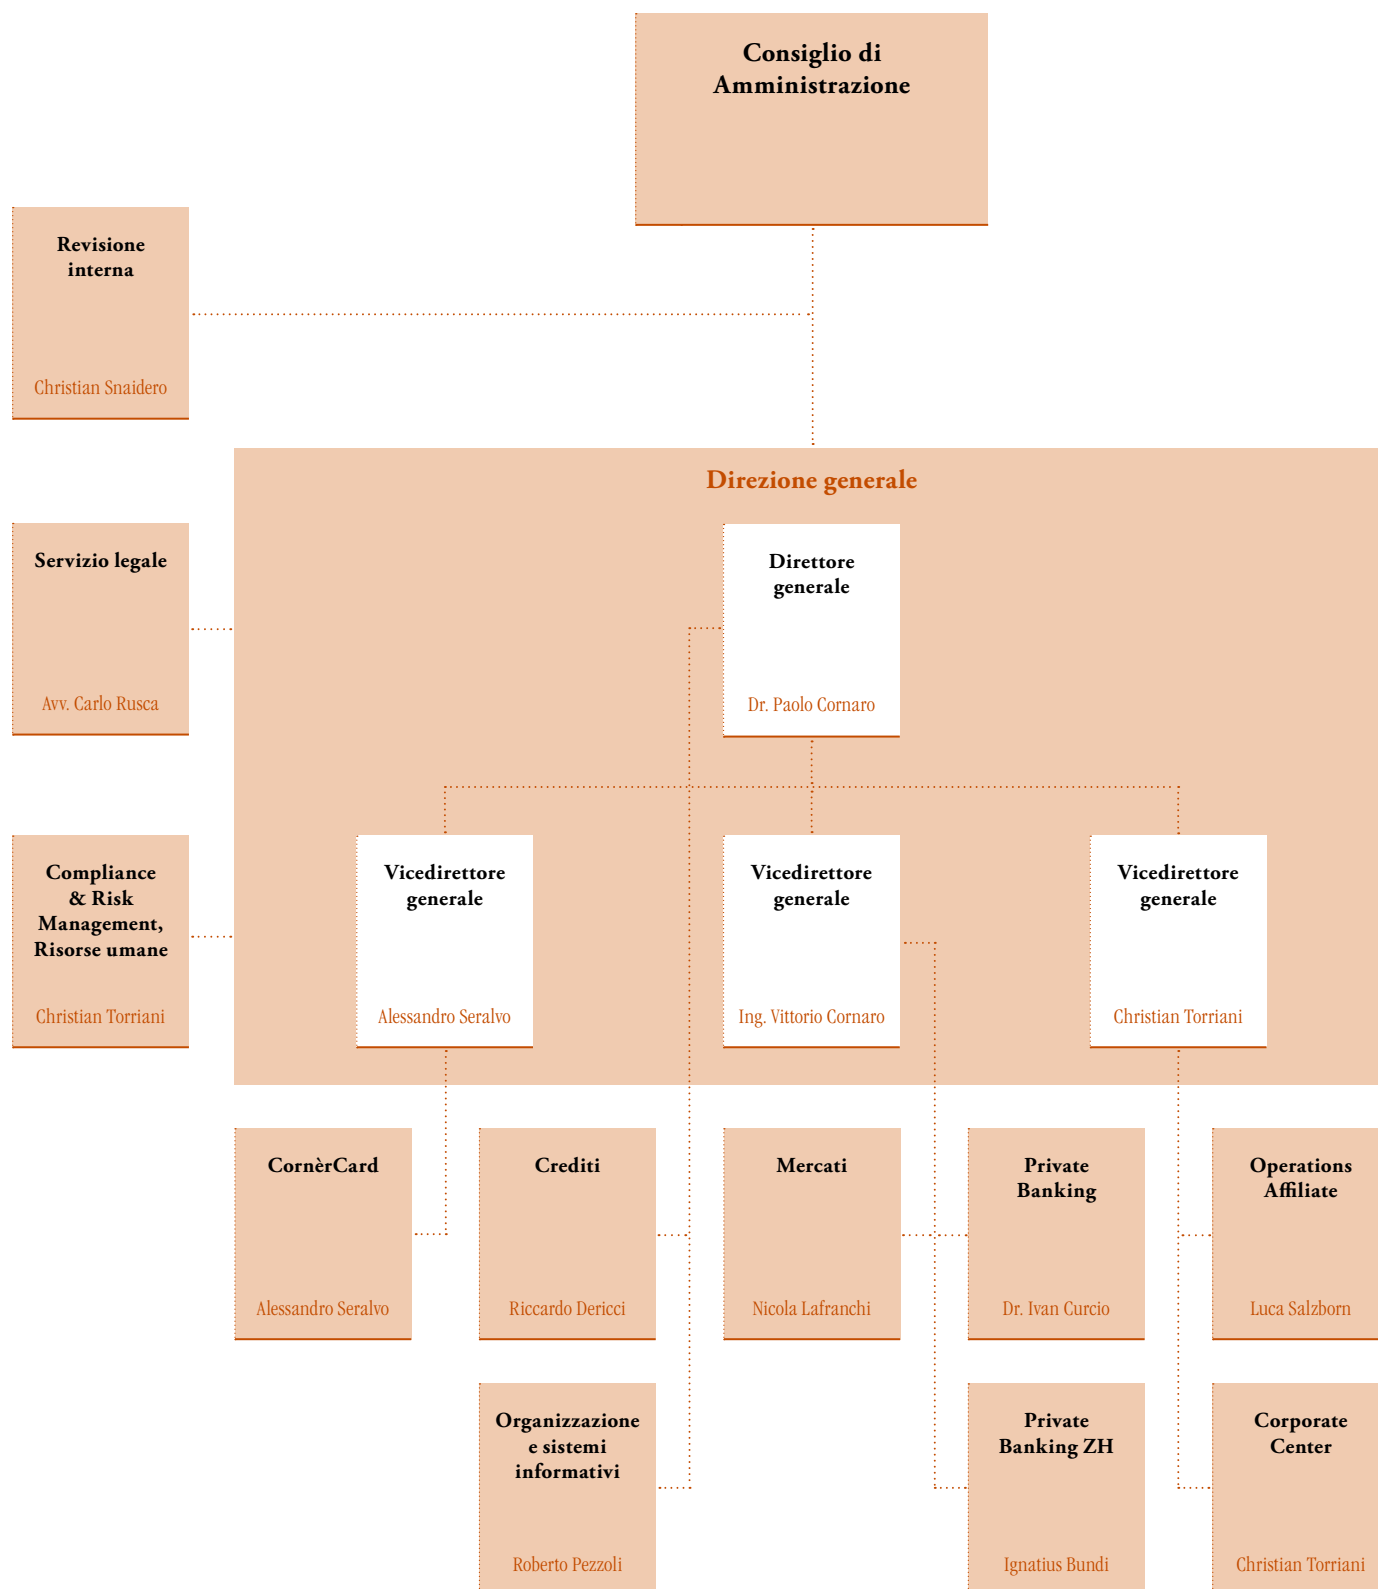 Consiglio di
Amministrazione
Revisione
interna
Christian Snaidero
Direzione generale
Servizio legale
Avv. Carlo Rusca
Direttore
generale
Dr. Paolo Cornaro
Compliance
& Risk
Management,
Risorse umane
Christian Torriani
Vicedirettore
generale
Alessandro Seralvo
Vicedirettore
generale
Ing. Vittorio Cornaro
Vicedirettore
generale
Christian Torriani
CornèrCard
Alessandro Seralvo
Crediti
Riccardo Dericci
Mercati
Nicola Lafranchi
Private
Banking
Dr. Ivan Curcio
Operations
Affiliate
Luca Salzborn
Organizzazione
e sistemi
informativi
Roberto Pezzoli
Private
Banking ZH
Ignatius Bundi
Corporate
Center
Christian Torriani